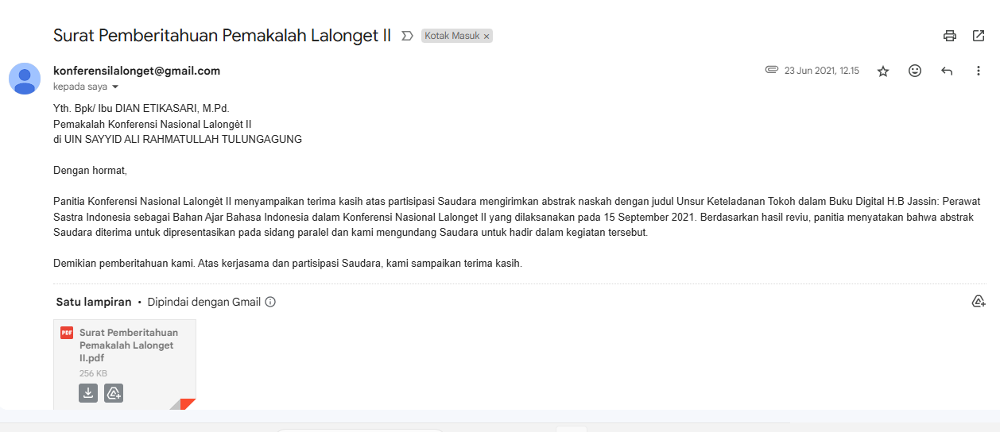 Surat Pemberitahuan Pemakalah Lalonget II
Kotak Masuk ×
konferensilalonget@gmail.com
23 Jun 2021, 12.15
kepada saya
Yth. Bpk/ Ibu DIAN ETIKASARI, M.Pd.
Pemakalah Konferensi Nasional Lalongèt II
di UIN SAYYID ALI RAHMATULLAH TULUNGAGUNG
Dengan hormat,
Panitia Konferensi Nasional Lalongèt II menyampaikan terima kasih atas partisipasi Saudara mengirimkan abstrak naskah dengan judul Unsur Keteladanan Tokoh dalam Buku Digital H.B Jassin: Perawat
Sastra Indonesia sebagai Bahan Ajar Bahasa Indonesia dalam Konferensi Nasional Lalonget II yang dilaksanakan pada 15 September 2021. Berdasarkan hasil reviu, panitia menyatakan bahwa abstrak
Saudara diterima untuk dipresentasikan pada sidang paralel dan kami mengundang Saudara untuk hadir dalam kegiatan tersebut.
Demikian pemberitahuan kami. Atas kerjasama dan partisipasi Saudara, kami sampaikan terima kasih.
Satu lampiran • Dipindai dengan Gmail
PDF
Surat Pemberitahuan
Pemakalah Lalonget
II.pdf
256 KB